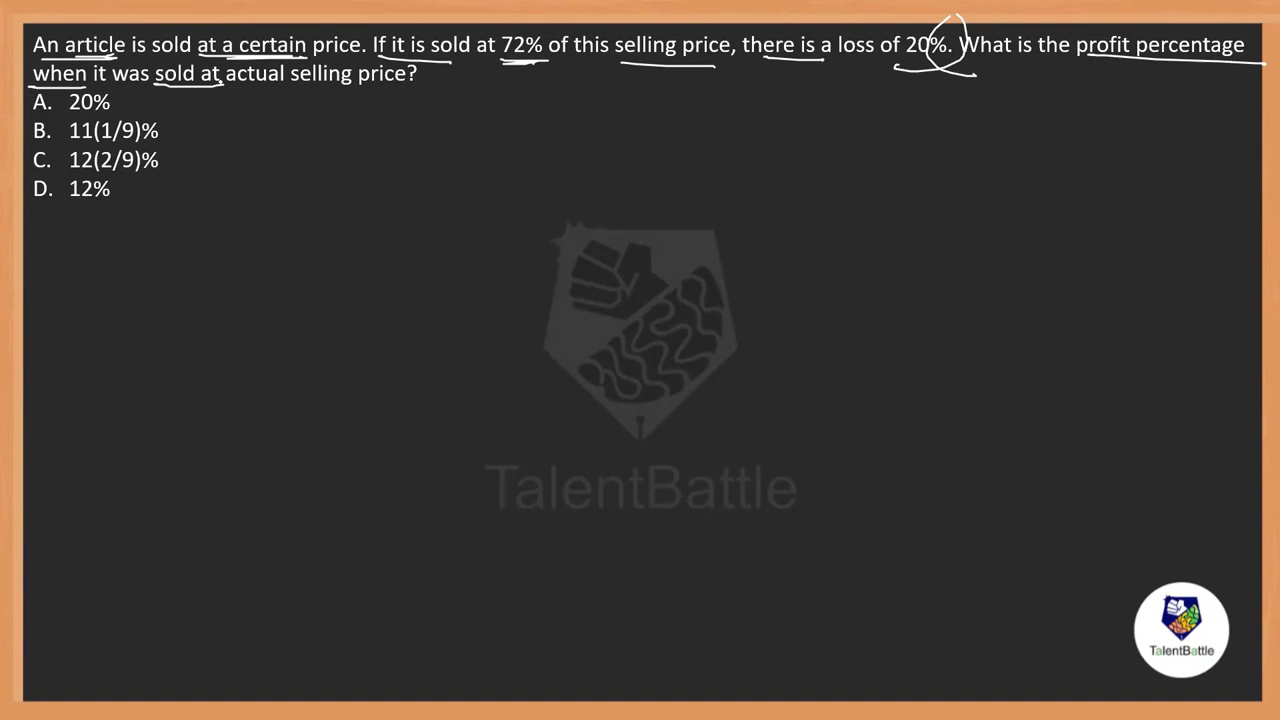 An article is sold at a certain price. If it is sold at 72% of this selling price, there is a loss of 20%. What is the profit percentage
when it was sold at actual selling price?
A. 20%
B. 11(1/9)%
C. 12(2/9)%
D. 12%
TalentBattle
TalentBattle